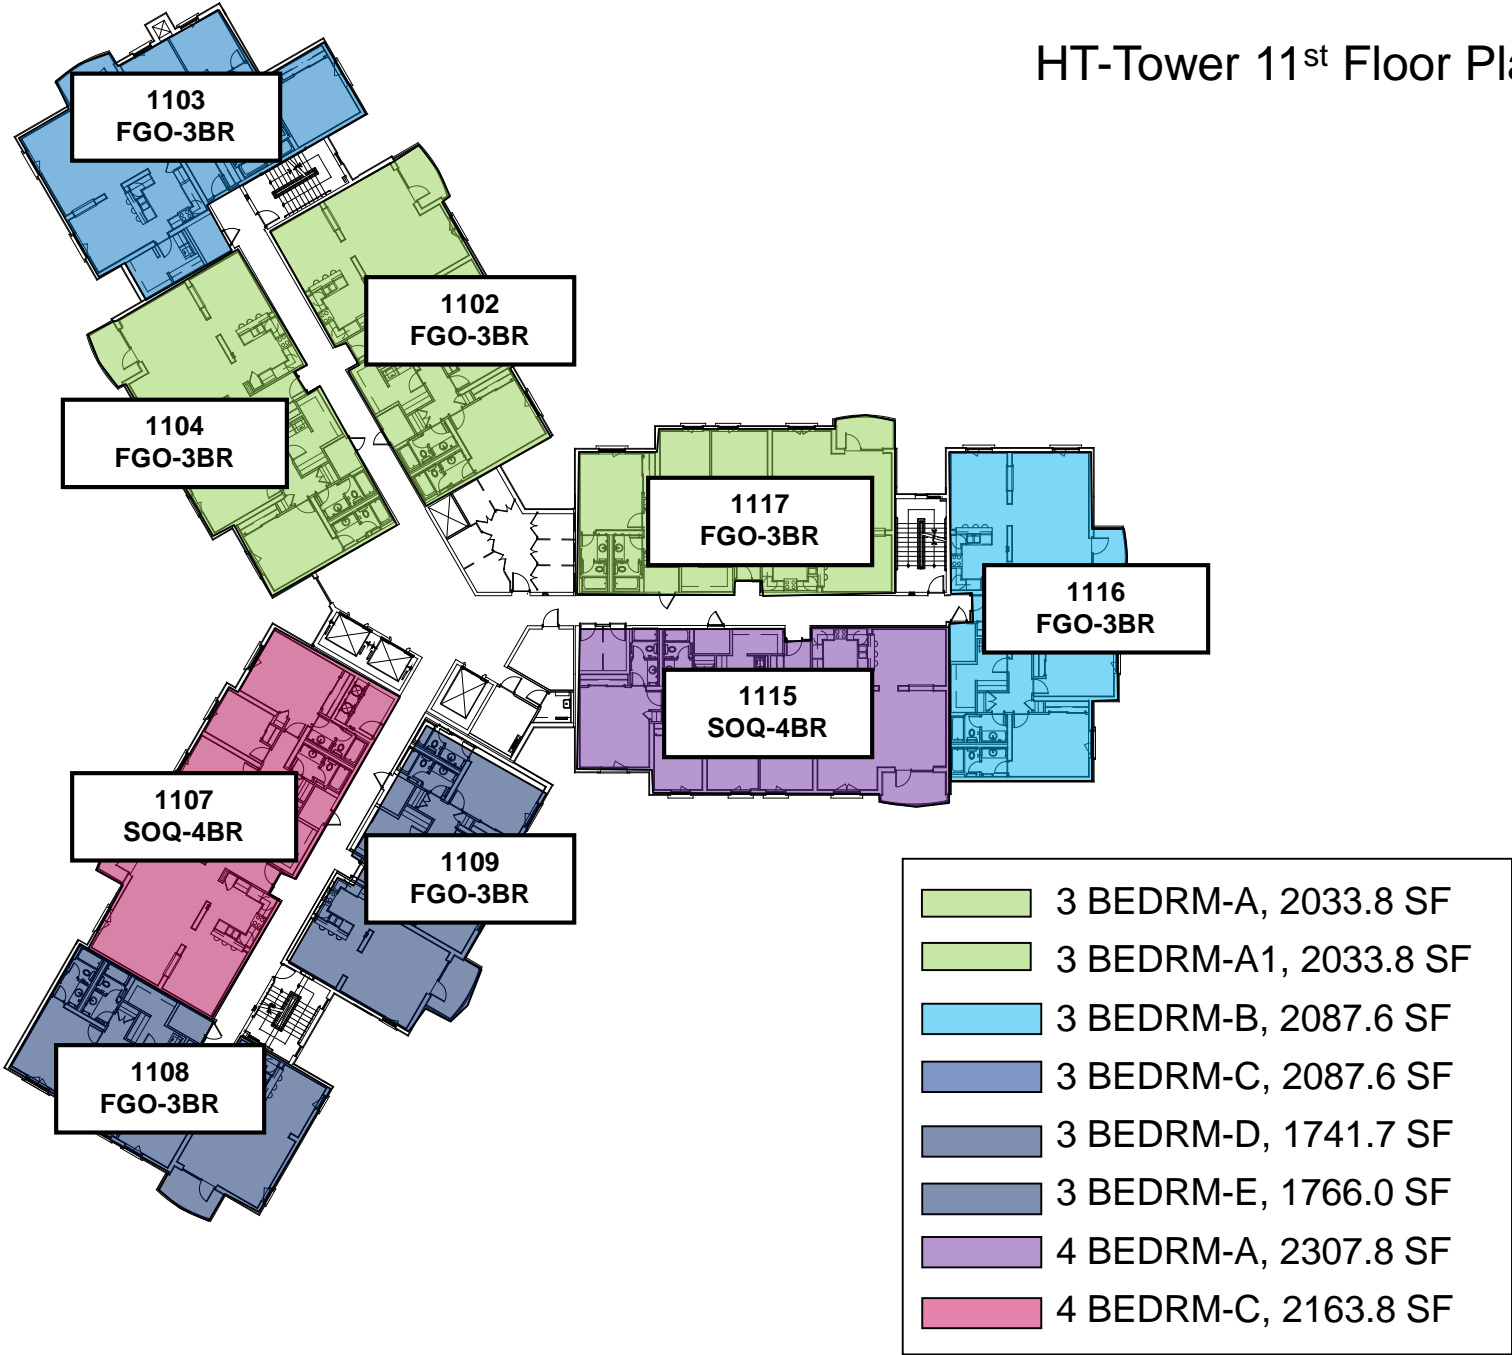 HT-Tower 11st Floor Pla
1103
FGO-3BR
1102
FGO-3BR
1104
FGO-3BR
1117
FGO-3BR
1116
FGO-3BR
1115
SOQ-4BR
1107
SOQ-4BR
1109
FGO-3BR
1108
FGO-3BR
3 BEDRM-A, 2033.8 SF
3 BEDRM-A1, 2033.8 SF
3 BEDRM-B, 2087.6 SF
3 BEDRM-C, 2087.6 SF
3 BEDRM-D, 1741.7 SF
3 BEDRM-E, 1766.0 SF
4 BEDRM-A, 2307.8 SF
4 BEDRM-C, 2163.8 SF